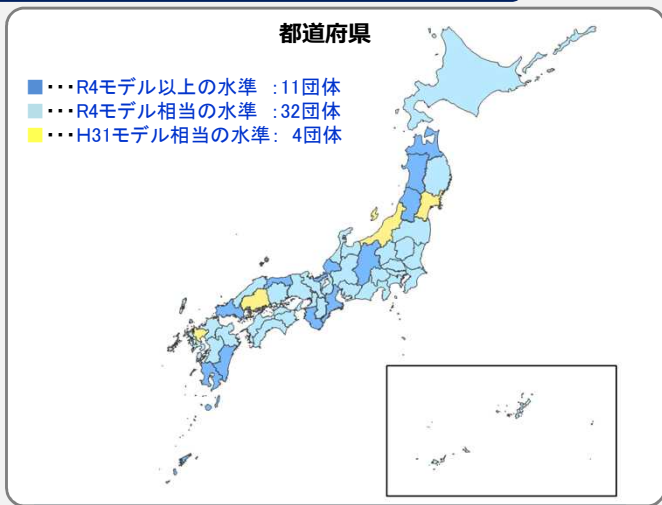 都道府県
■・・・R4モデル以上の水準 :11団体
■・・・R4モデル相当の水準 :32団体
■・・・H31モデル相当の水準: 4団体